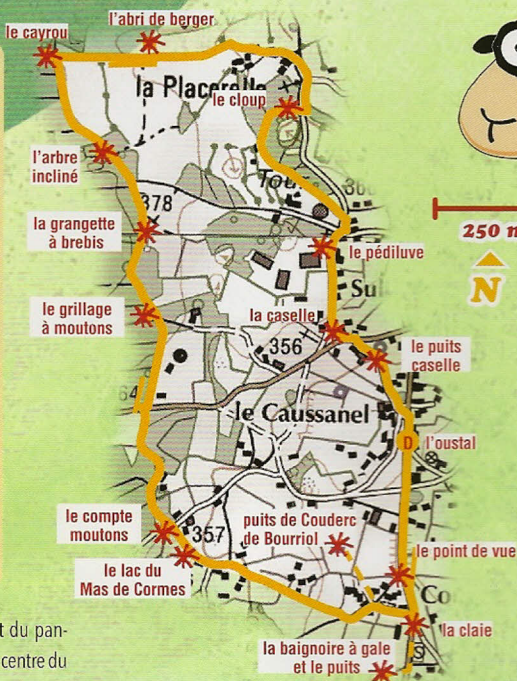 l'abri de berger
le cayrou
la Placerelle
le cloup
l'arbre
incliné
Tour
378
la grangette
à brebis
250 m
N
le pédiluve
le grillage
à moutons
la caselle
356
le puits
caselle
le Caussanel
D
l'oustal
le compte
moutons
357
puits de Couderc
de Bourriol
le point de vue
le lac du
Mas de Cormes
Co
la claie
la baignoire à gale
et le puits
t du pan-
centre du